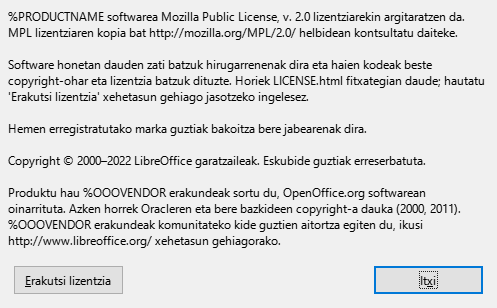 %PRODUCTNAME softwarea Mozilla Public License, v. 2.0 lizentziarekin argitaratzen da.
MPL lizentziaren kopia bat http://mozilla.org/MPL/2.0/ helbidean kontsultatu daiteke.
Software honetan dauden zati batzuk hirugarrenenak dira eta haien kodeak beste
copyright-ohar eta lizentzia batzuk dituzte. Horiek LICENSE.html fitxategian daude; hautatu
'Erakutsi lizentzia' xehetasun gehiago jasotzeko ingelesez.
Hemen erregistratutako marka guztiak bakoitza bere jabearenak dira.
Copyright © 2000–2022 LibreOffice garatzaileak. Eskubide guztiak erreserbatuta.
Produktu hau %OOOVENDOR erakundeak sortu du, OpenOffice.org softwarean
oinarrituta. Azken horrek Oracleren eta bere bazkideen copyright-a dauka (2000, 2011).
%OOOVENDOR erakundeak komunitateko kide guztien aitortza egiten du, ikusi
http://www.libreoffice.org/ xehetasun gehiagorako.
Erakutsi lizentzia
Itxi